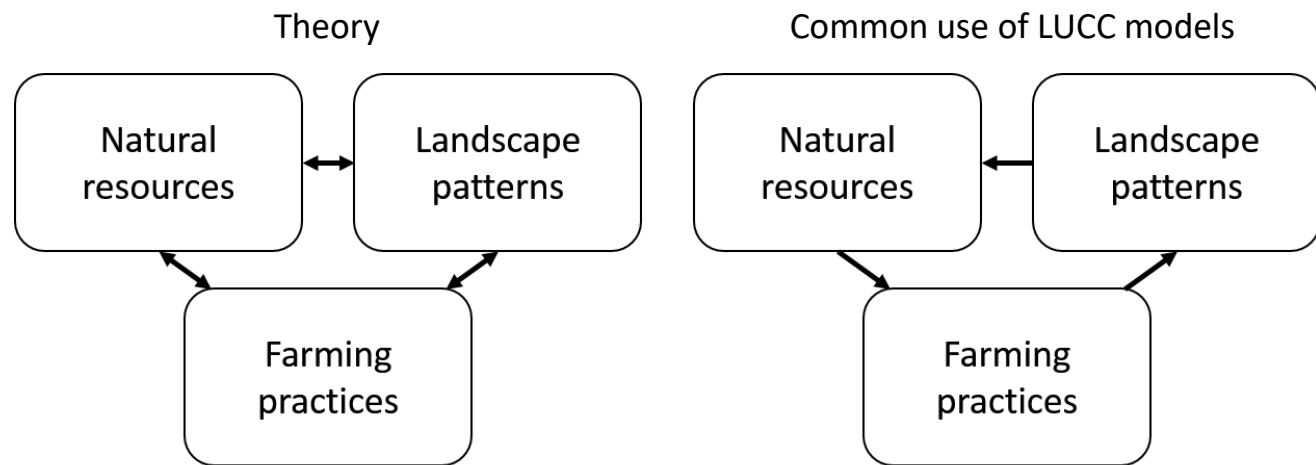 Theory
Natural
resources
Landscape
patterns
Farming
practices
Common use of LUCC models
Natural
resources
Landscape
patterns
Farming
practices